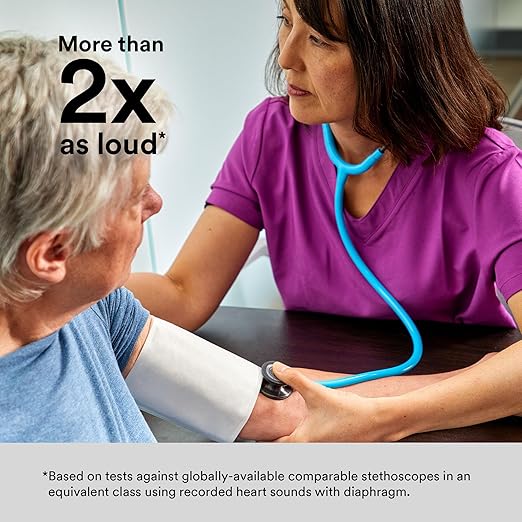 More than
2x
as loud*
*Based on tests against globally-available comparable stethoscopes in an
equivalent class using recorded heart sounds with diaphragm.